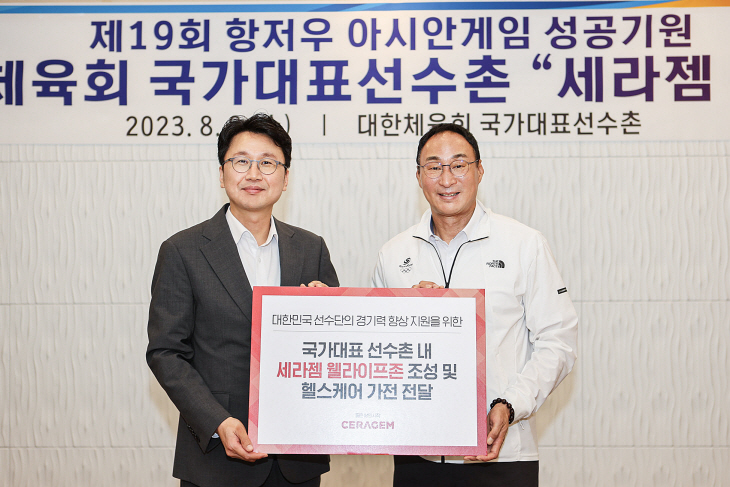 제19회 항저우 아시안게임 성공기원
체육회 국가대표선수촌 “세라젬
2023. 8. ) | 대한체육회 국가대표선수촌
THE NORTH FACE
대한민국 선수단의 경기력 향상 지원을 위한
국가대표 선수촌 내
세라젬 웰라이프존 조성 및
헬스케어 가전 전달
CERAGEM